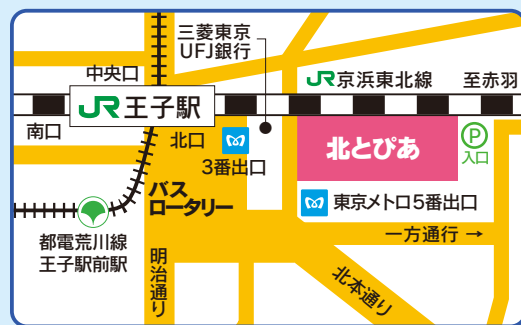 三菱東京
UFJ銀行
中央口
JR京浜東北線
至赤羽
JR王子駅
南口
北口
3番出口
北とぴあ
P
入口
バス
ロータリー
東京メトロ5番出口
一方通行 →
都電荒川線
王子駅前駅
明治通り
北本通り